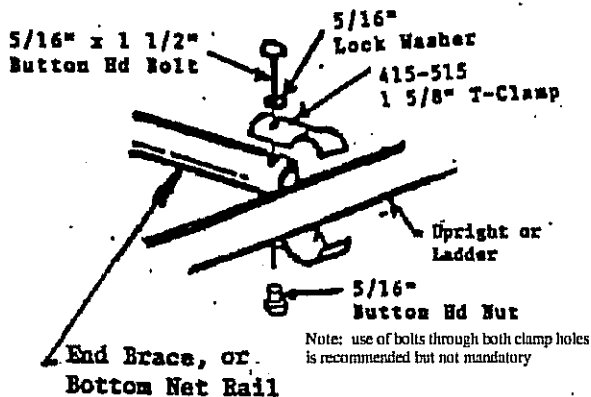 5/16" x 1 1/2"
Button Hd Bolt
5/16"
Lock Washer
415-515
1 5/8" T-Clamp
Upright or
Ladder
5/16"
Button Hd Nut
Note: use of bolts through both clamp holes
is recommended but not mandatory
End Brace, or
Bottom Net Rail